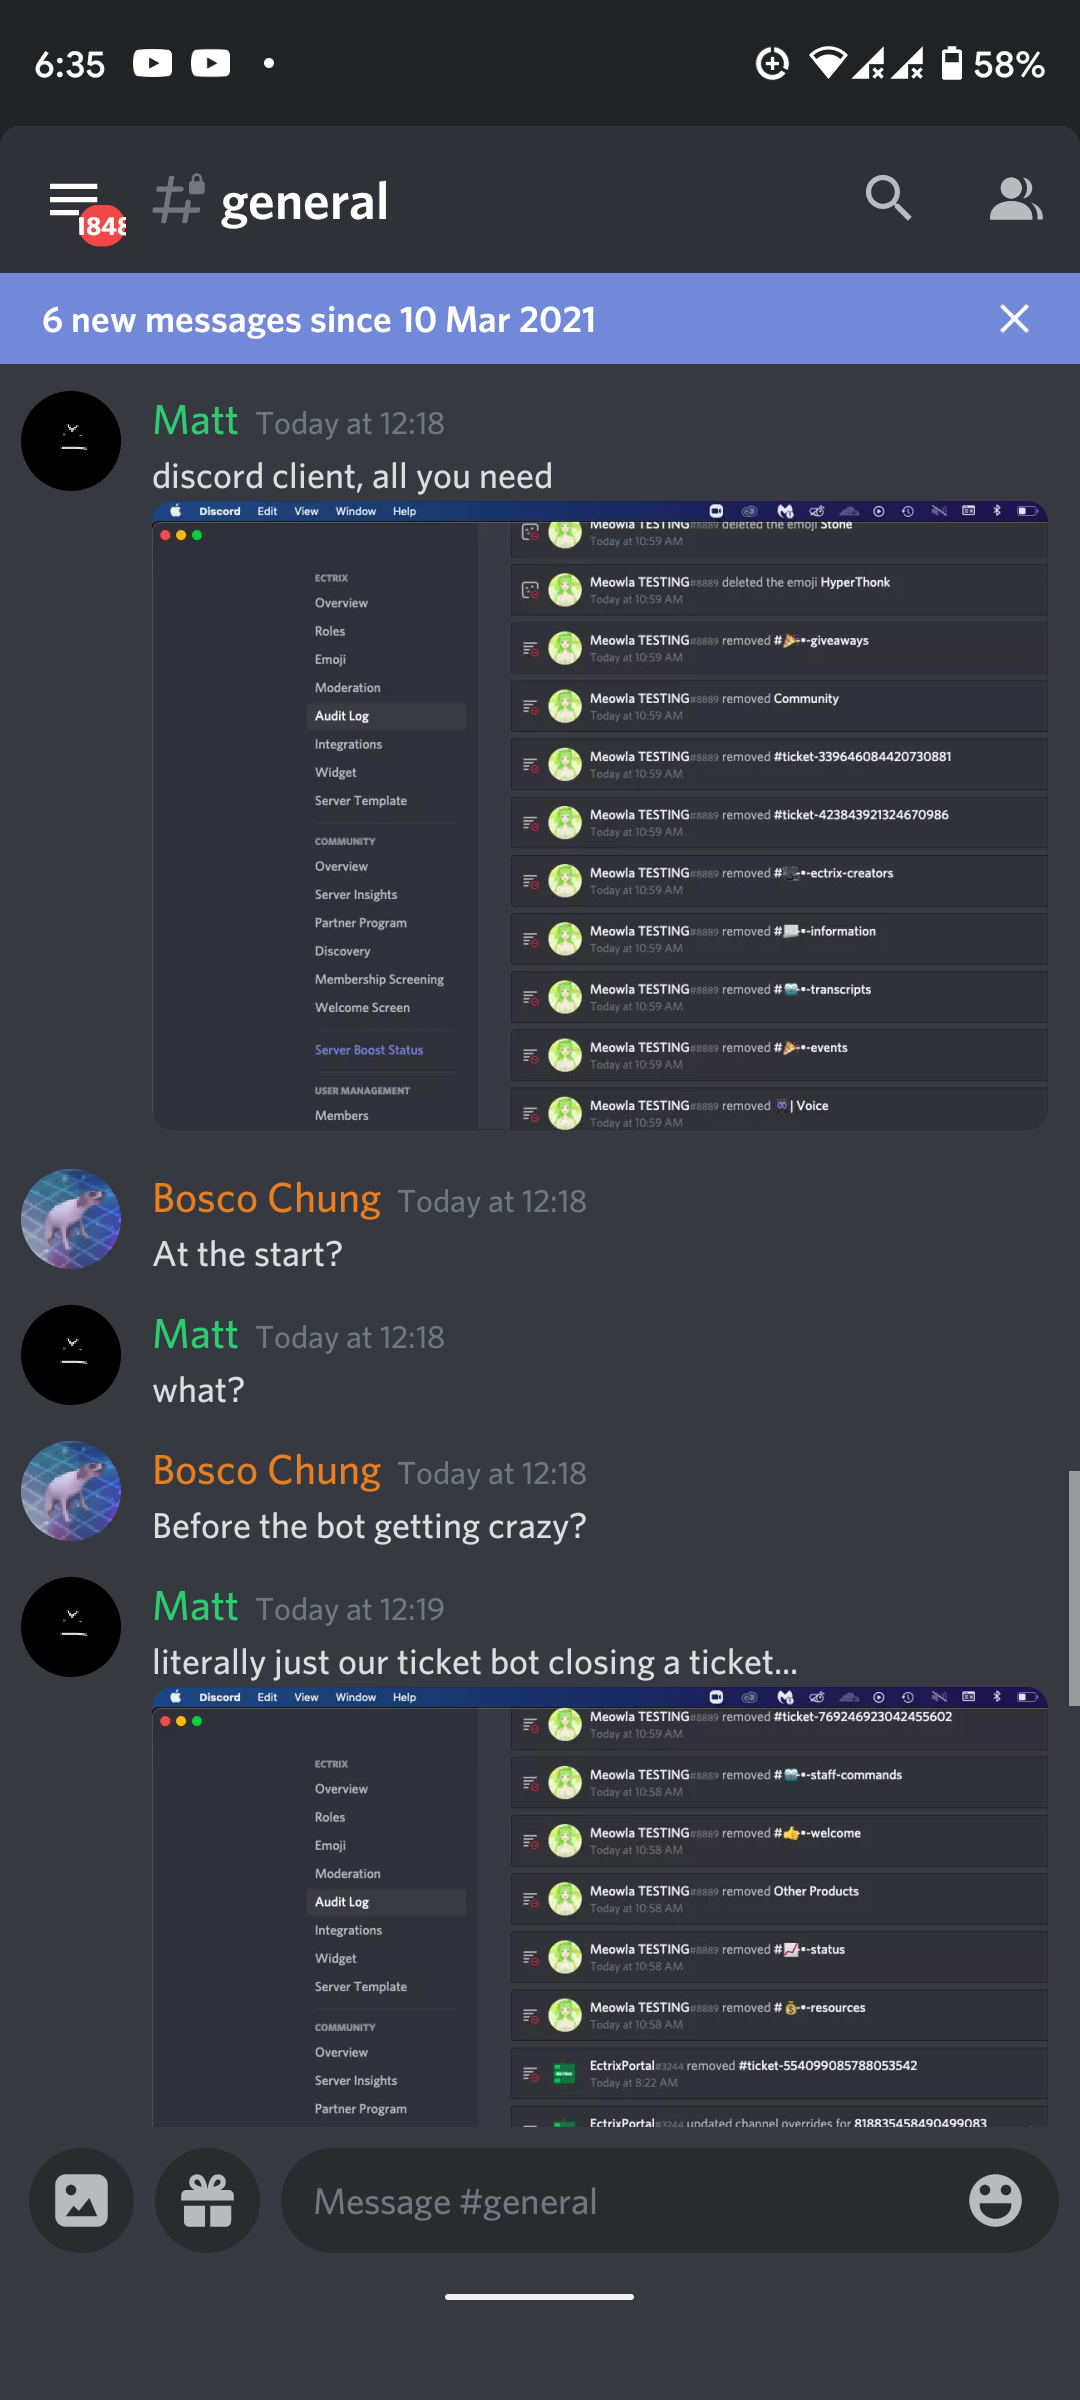 6:35
58%
general
6 new messages since 10 Mar 2021
Matt Today at 12:18
discord client, all you need
Discord Edit View Window Help
Meowla TESTING#8889 deleted the emoji Stone
Today at 10:59 AM
ECTRIX
Overview
Roles
Emoji
Moderation
Audit Log
Integrations
Widget
Server Template
COMMUNITY
Overview
Server Insights
Partner Program
Discovery
Membership Screening
Welcome Screen
Server Boost Status
USER MANAGEMENT
Members
Meowla TESTING#8889 deleted the emoji HyperThonk
Today at 10:59 AM
Meowla TESTING#8889 removed #🎉-•-giveaways
Today at 10:59 AM
Meowla TESTING#8889 removed Community
Today at 10:59 AM
Meowla TESTING#8889 removed #ticket-339646084420730881
Today at 10:59 AM
Meowla TESTING#8889 removed #ticket-423843921324670986
Today at 10:59 AM
Meowla TESTING#8889 removed #🎬-•-ectrix-creators
Today at 10:59 AM
Meowla TESTING#8889 removed #📃-•-information
Today at 10:59 AM
Meowla TESTING#8889 removed #-•-transcripts
Today at 10:59 AM
Meowla TESTING#8889 removed #🎉-•-events
Today at 10:59 AM
Meowla TESTING#8889 removed | Voice
Today at 10:59 AM
Bosco Chung Today at 12:18
At the start?
Matt Today at 12:18
what?
Bosco Chung Today at 12:18
Before the bot getting crazy?
Matt Today at 12:19
literally just our ticket bot closing a ticket...
Discord Edit View Window Help
ECTRIX
Overview
Roles
Emoji
Moderation
Audit Log
Integrations
Widget
Server Template
COMMUNITY
Overview
Server Insights
Partner Program
Meowla TESTING#8889 removed #ticket-769246923042455602
Today at 10:59 AM
Meowla TESTING#8889 removed #-•-staff-commands
Today at 10:58 AM
Meowla TESTING#8889 removed #👍-•-welcome
Today at 10:58 AM
Meowla TESTING#8889 removed Other Products
Today at 10:58 AM
Meowla TESTING#8889 removed #📈-•-status
Today at 10:58 AM
Meowla TESTING#8889 removed #💰-•-resources
Today at 10:58 AM
EctrixPortal#3244 removed #ticket-554099085788053542
Today at 8:22 AM
EctrixPortal#3244 updated channel overrides for 818835458490499083
Message #general